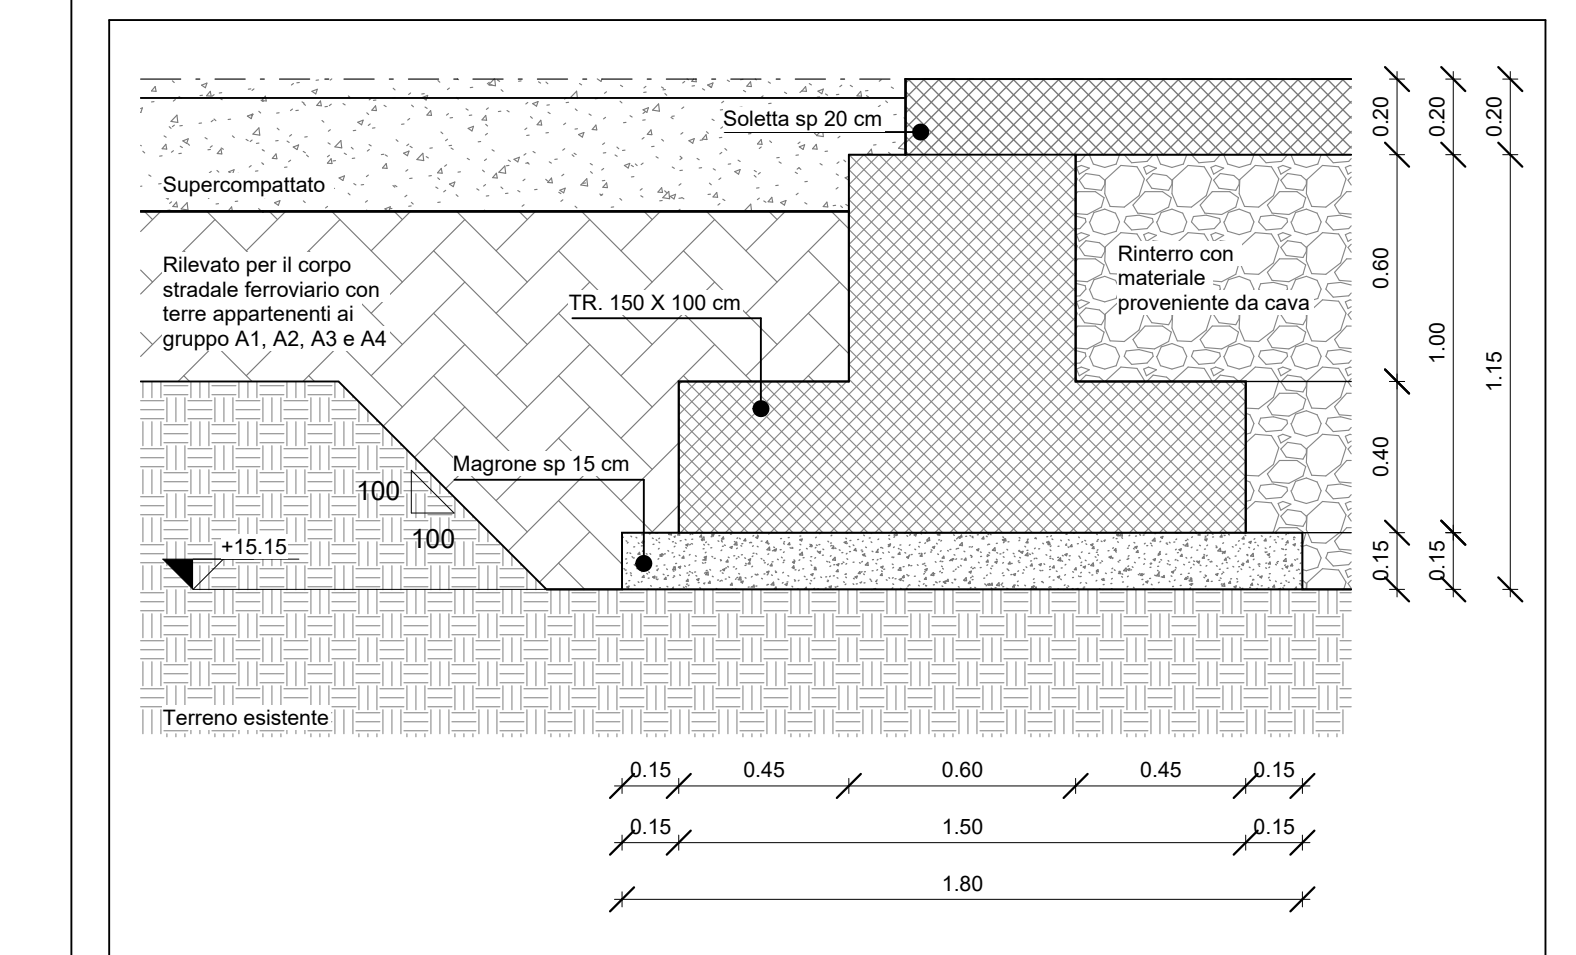 Soletta sp 20 cm
Supercompattato
Rilevato per il corpo
stradale ferroviario con
terre appartenenti ai
gruppo A1, A2, A3 e A4
TR. 150 X 100 cm
Rinterro con
materiale
proveniente da cava
Magrone sp 15 cm
100
100
+15.15
Terreno esistente
0.20
0.20
0.20
0.60
1.00
1.15
0.40
0.15
0.15
0.15
0.45
0.60
0.45
0.15
0.15
1.50
0.15
1.80